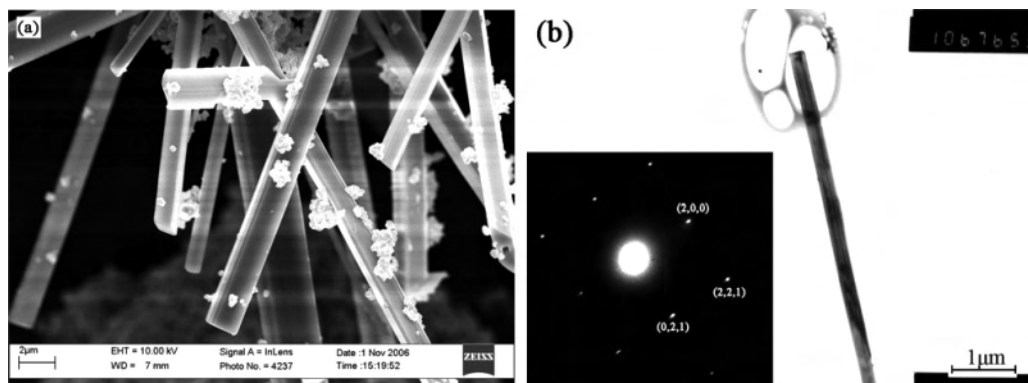 (a)
2μm
EHT = 10.00 kV
WD = 7 mm
Signal A = InLens
Photo No. = 4237
Date :1 Nov 2006
Time :15:19:52
ZEISS
(b)
106765
(2,0,0)
(2,2,1)
(0,2,1)
1μm